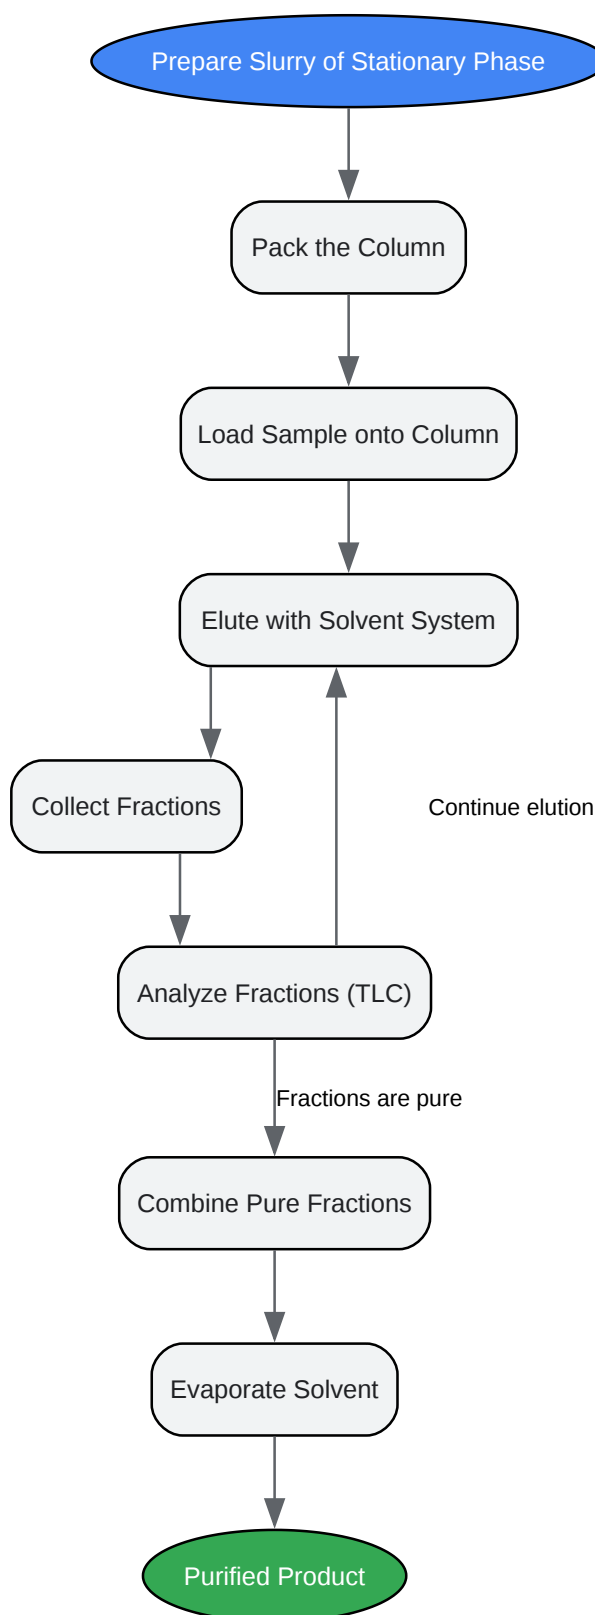 Prepare Slurry of Stationary Phase
Pack the Column
Load Sample onto Column
Elute with Solvent System
Collect Fractions
Continue elution
Analyze Fractions (TLC)
Fractions are pure
Combine Pure Fractions
Evaporate Solvent
Purified Product